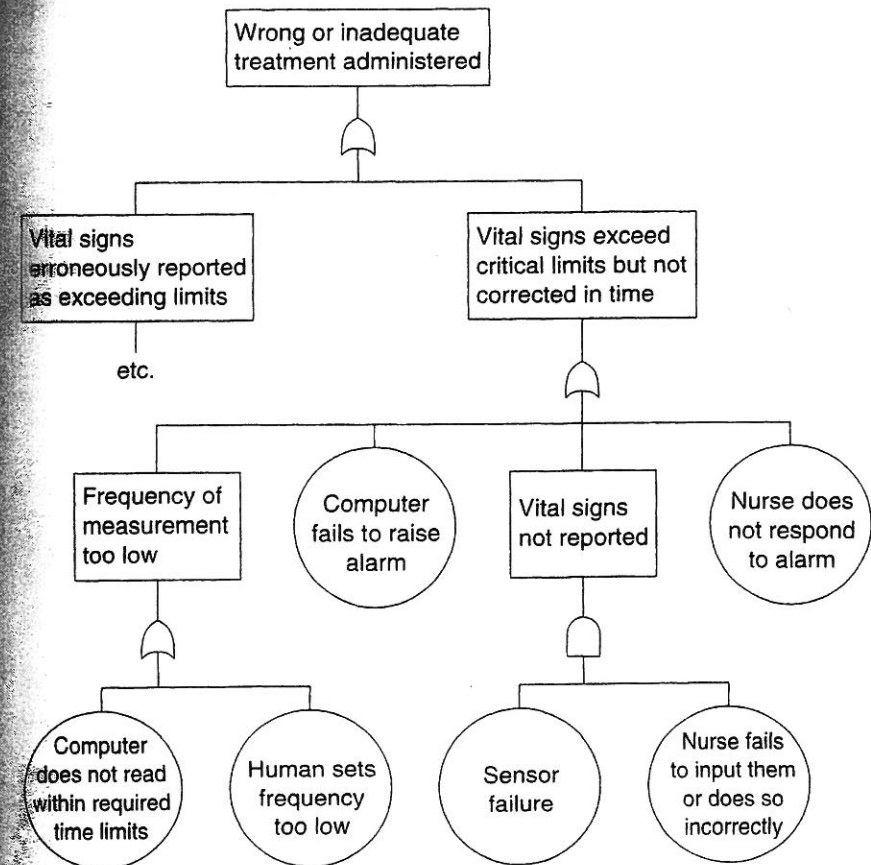 Wrong or inadequate
treatment administered
Vital signs
erroneously reported
as exceeding limits
Vital signs exceed
critical limits but not
corrected in time
etc.
Frequency of
measurement
too low
Computer
fails to raise
alarm
Vital signs
not reported
Nurse does
not respond
to alarm
Computer
does not read
within required
time limits
Human sets
frequency
too low
Sensor
failure
Nurse fails
to input them
or does so
incorrectly